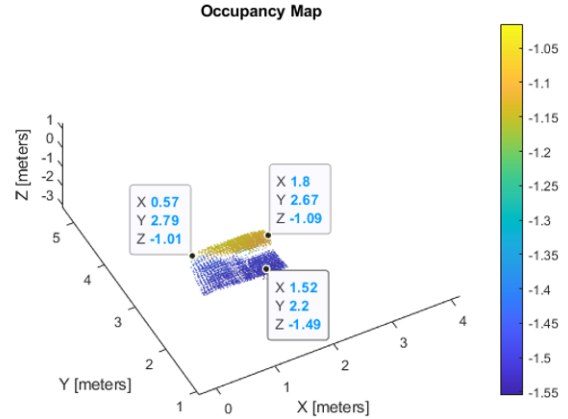 Occupancy Map
Z [meters]
1
0
-1
-2
-3
5
4
3
2
1
Y [meters]
0
1
2
3
4
X [meters]
X 0.57
Y 2.79
Z -1.01
X 1.8
Y 2.67
Z -1.09
X 1.52
Y 2.2
Z -1.49
-1.05
-1.1
-1.15
-1.2
-1.25
-1.3
-1.35
-1.4
-1.45
-1.5
-1.55